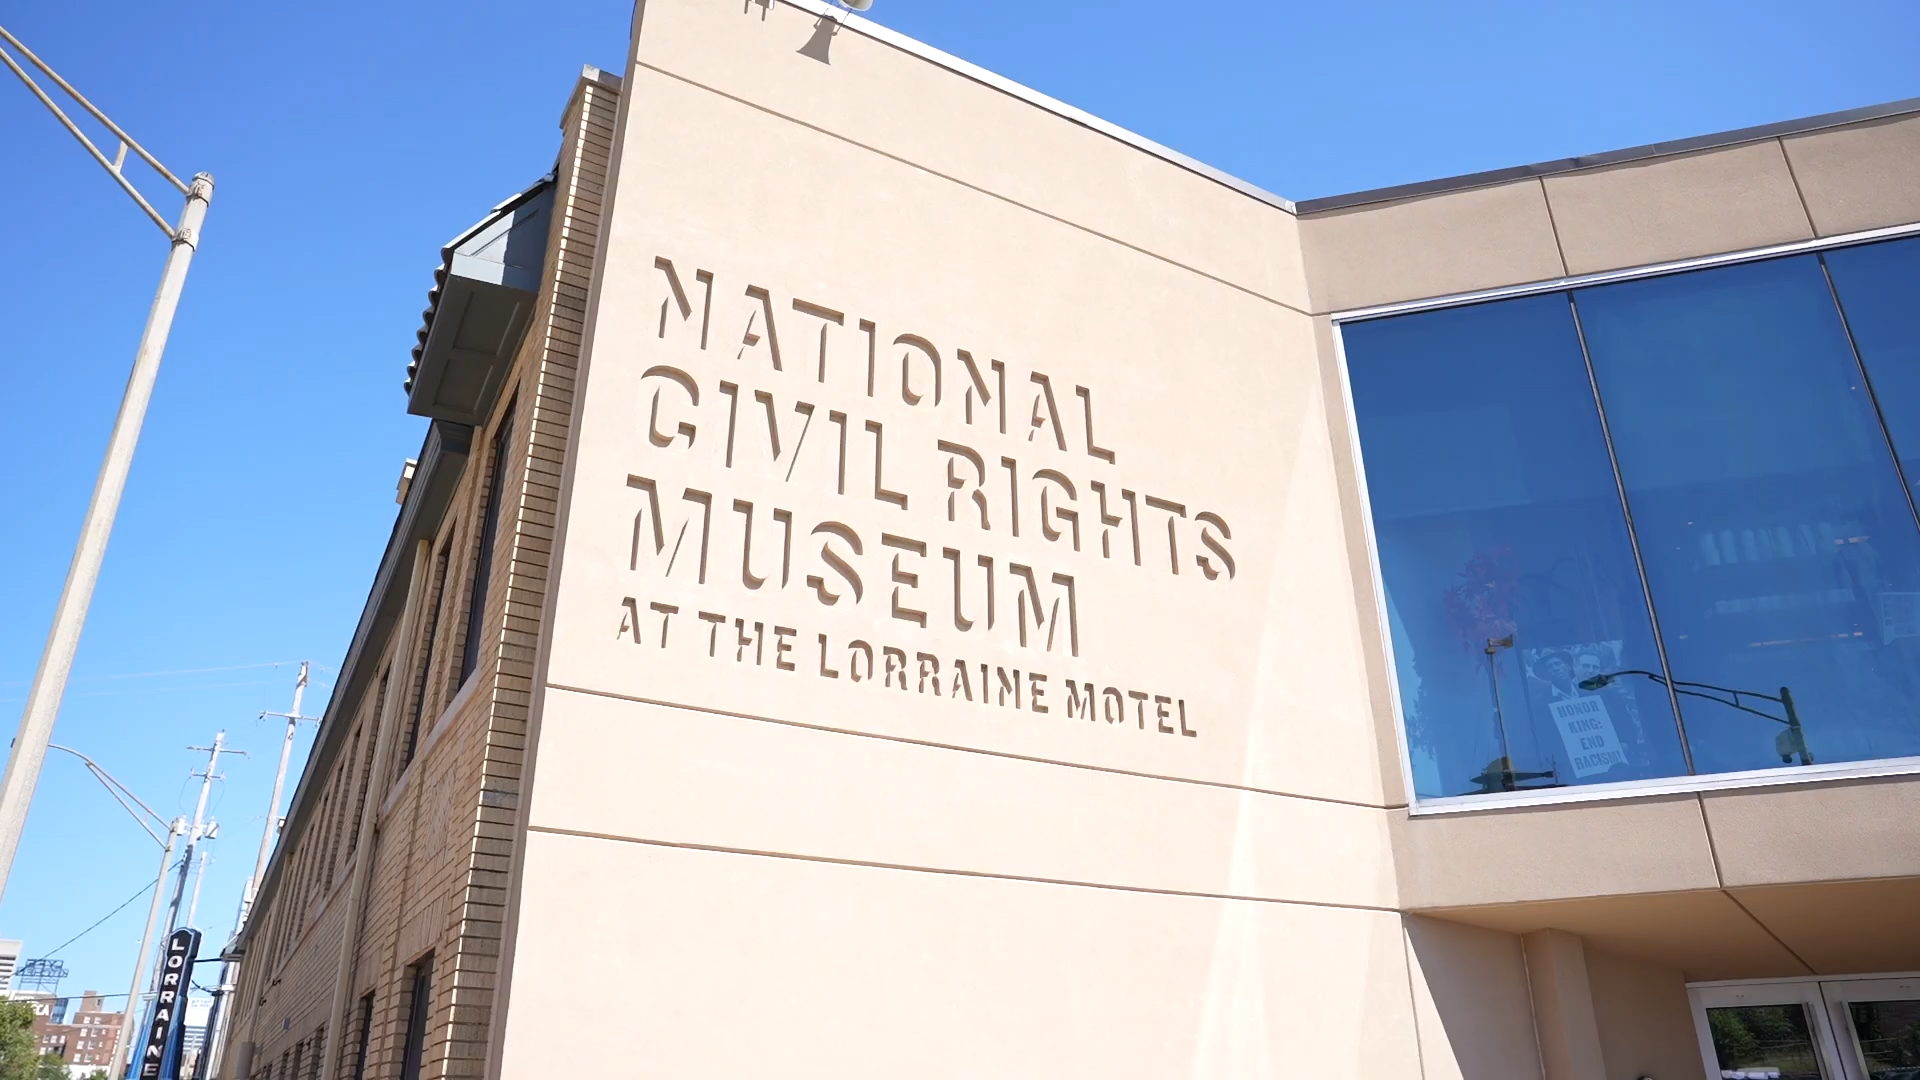 NATIONAL
CIVIL RIGHTS
MUSEUM
AT THE LORRAINE MOTEL
HONOR
KING:
END
RACISM!
LORRAINE